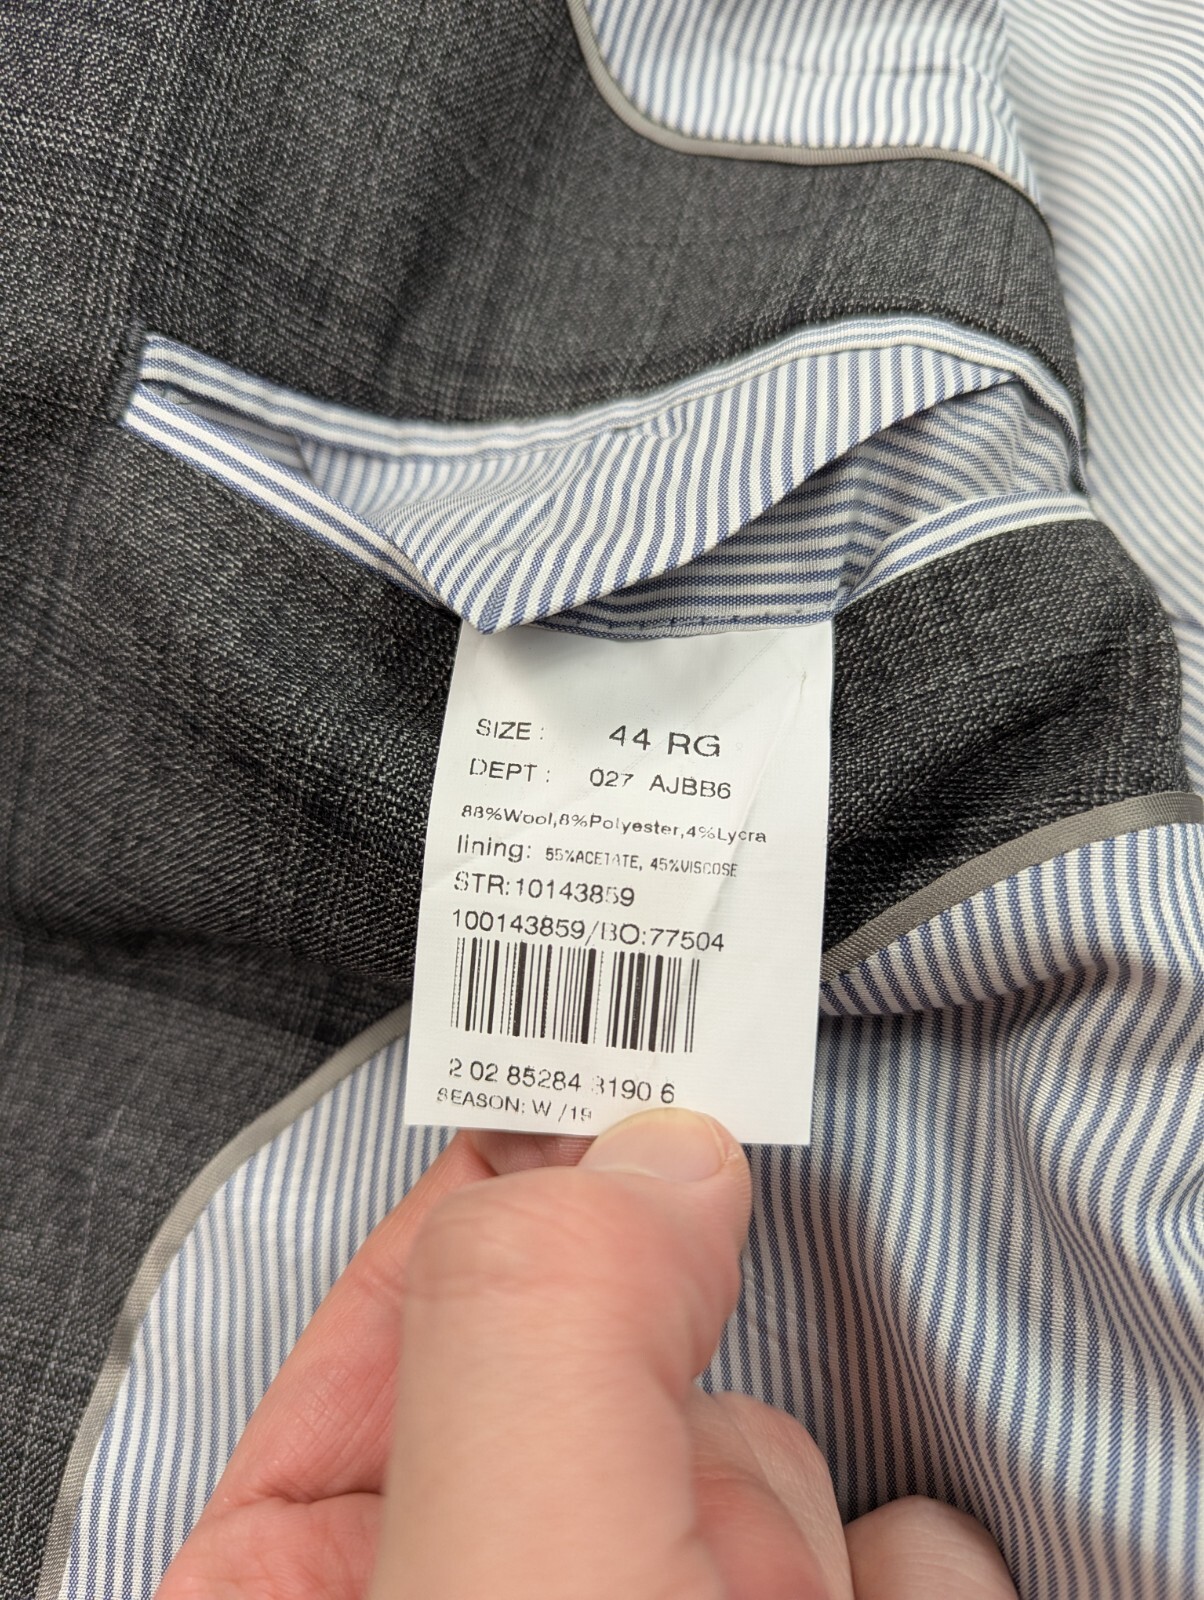 SIZE : 44 RG
DEPT : 027 AJBB6
88%Wool,8%Polyester,4%Lycra
lining: 55%ACETATE, 45%VISCOSE
STR:10143859
100143859/BO:77504
2 02 85284 3190 6
SEASON: W /19